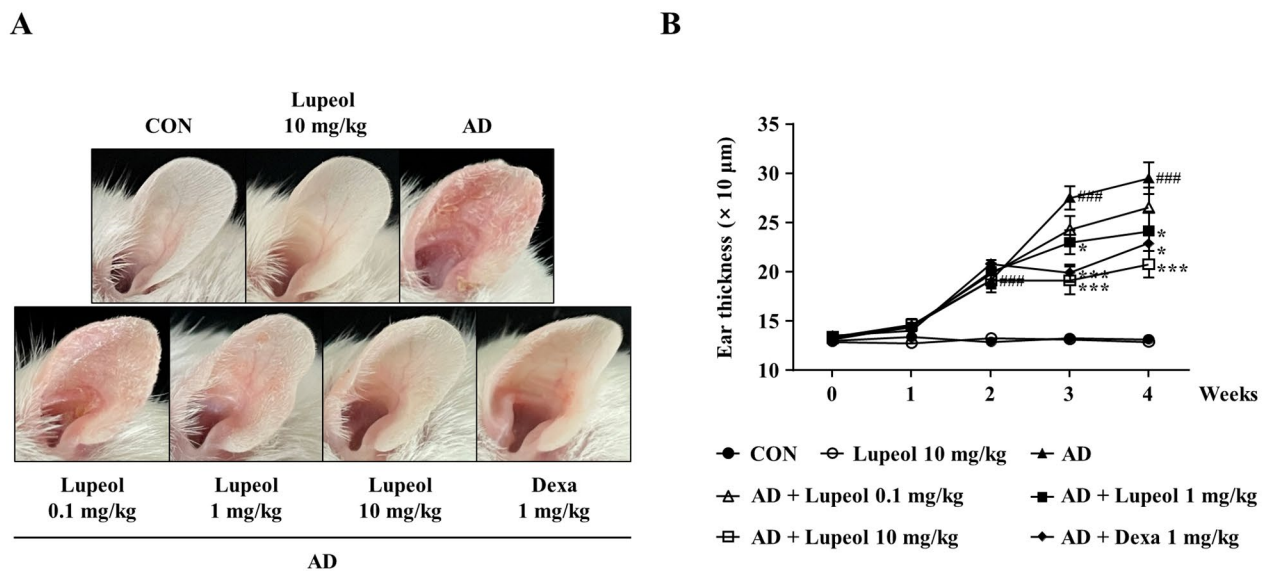 A
CON
Lupeol
10 mg/kg
AD
Lupeol
0.1 mg/kg
Lupeol
1 mg/kg
Lupeol
10 mg/kg
Dexa
1 mg/kg
AD
B
Ear thickness (× 10 μm)
35
30
25
20
15
10
###
###
###
*
***
***
*
*
***
0 1 2 3 4 Weeks
CON Lupeol 10 mg/kg AD
AD + Lupeol 0.1 mg/kg AD + Lupeol 1 mg/kg
AD + Lupeol 10 mg/kg AD + Dexa 1 mg/kg